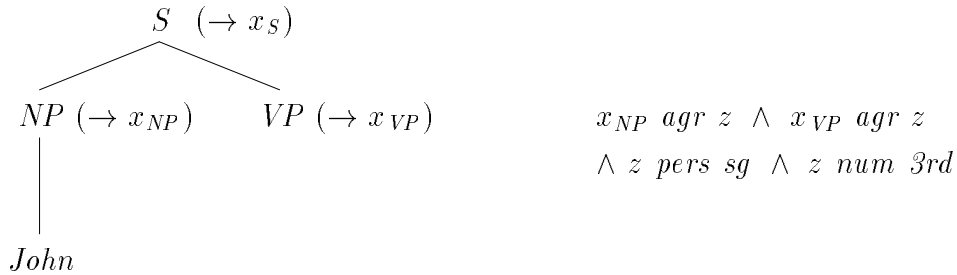 S (→ x_S)
NP (→ x_NP) VP (→ x_VP) x_NP agr z ∧ x_VP agr z
∧ z pers sg ∧ z num 3rd
John